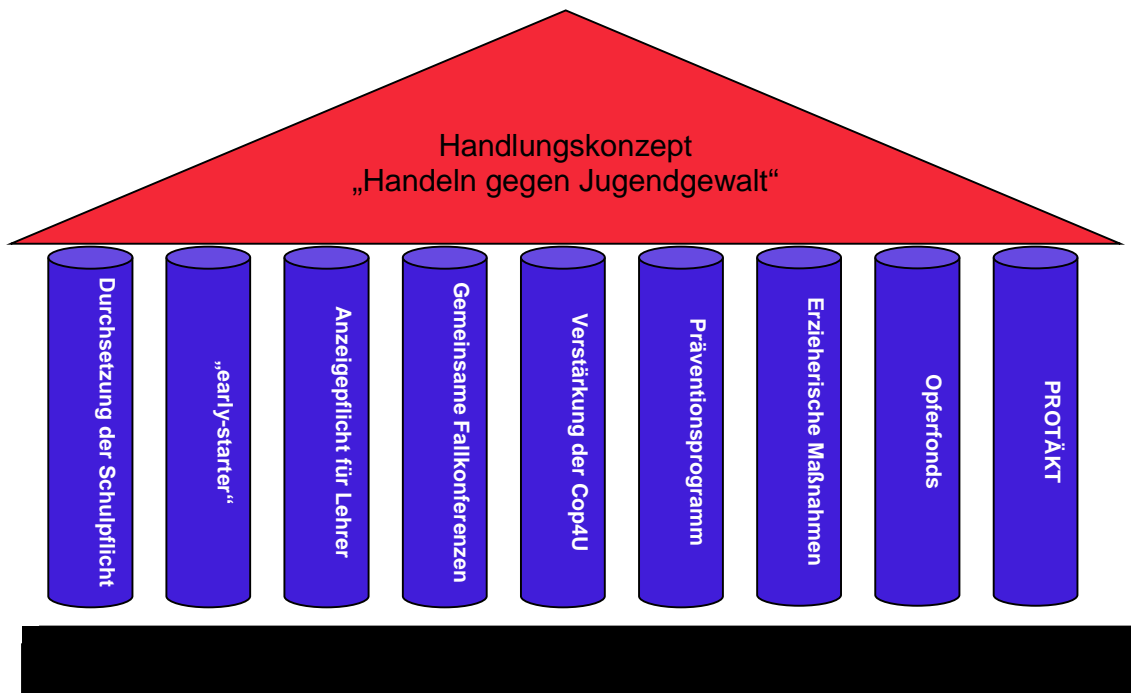 Handlungskonzept
„Handeln gegen Jugendgewalt“
Durchsetzung der Schulpflicht
„early-starter“
Anzeigepflicht für Lehrer
Gemeinsame Fallkonferenzen
Verstärkung der Cop4U
Präventionsprogramm
Erzieherische Maßnahmen
Opferfonds
PROTÄKT